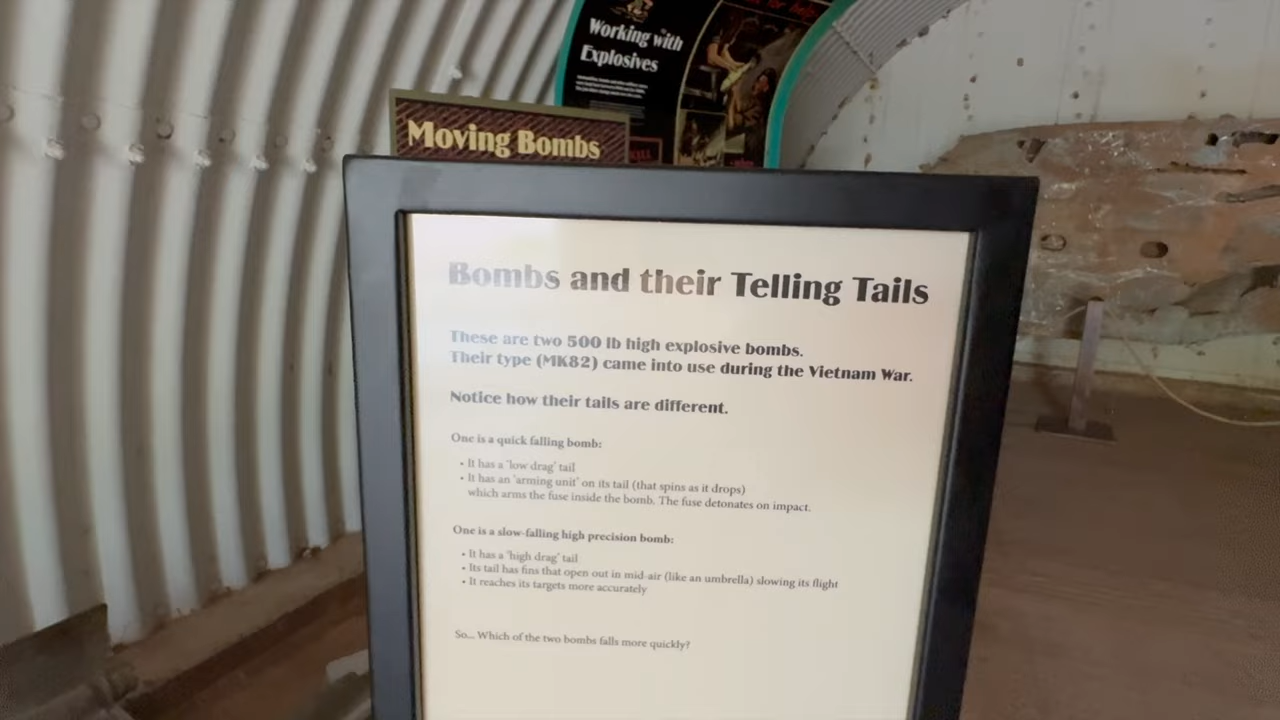 Working with
Explosives
for help
Moving Bombs
Bombs and their Telling Tails
These are two 500 lb high explosive bombs.
Their type (MK82) came into use during the Vietnam War.
Notice how their tails are different.
One is a quick falling bomb:
• It has a 'low drag' tail
• It has an 'arming unit' on its tail (that spins as it drops)
which arms the fuse inside the bomb. The fuse detonates on impact.
One is a slow-falling high precision bomb:
• It has a 'high drag' tail
• Its tail has fins that open out in mid-air (like an umbrella) slowing its flight
• It reaches its targets more accurately
So... Which of the two bombs falls more quickly?